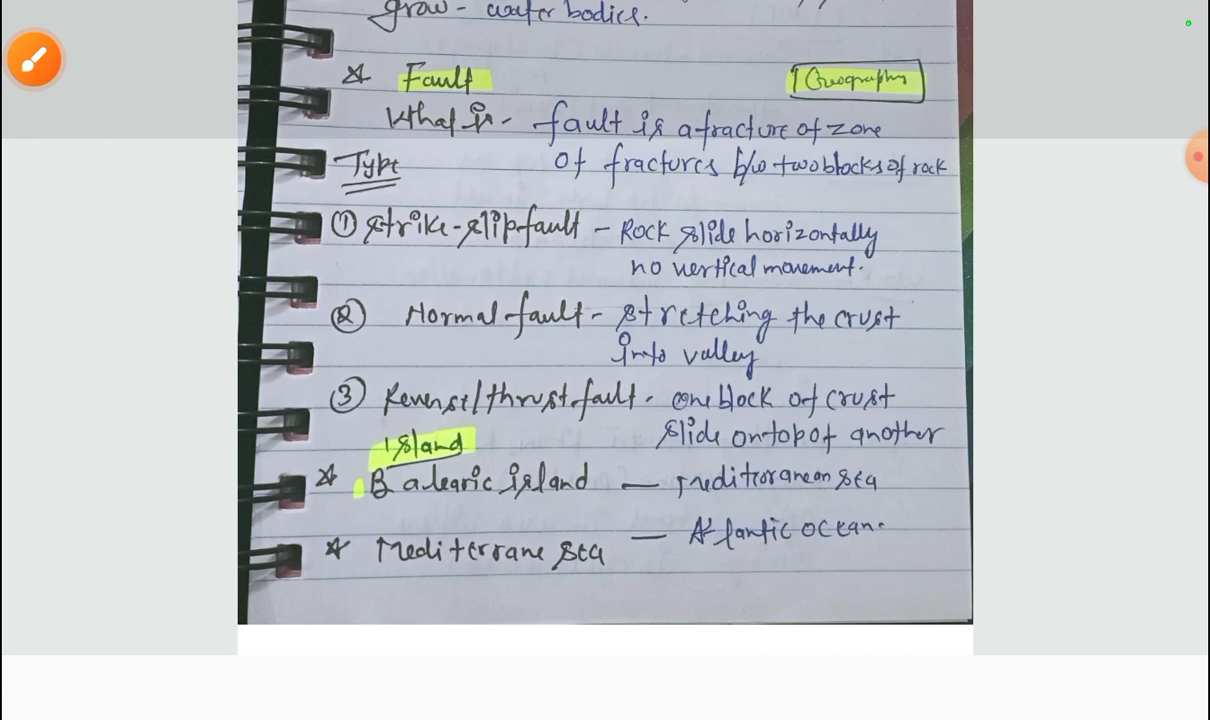 grow - water bodies.
☆ Fault
Geography
What is - fault is a fracture of zone
of fractures b/w two blocks of rock
Type
① strike-slip fault - Rock slide horizontally
no vertical movement.
② Normal fault - stretching the crust
into valley
③ Reverse/thrust fault - one block of crust
slide on top of another
island
☆ Balearic island — Mediterranean sea
☆ Mediterrane sea — Atlantic ocean.